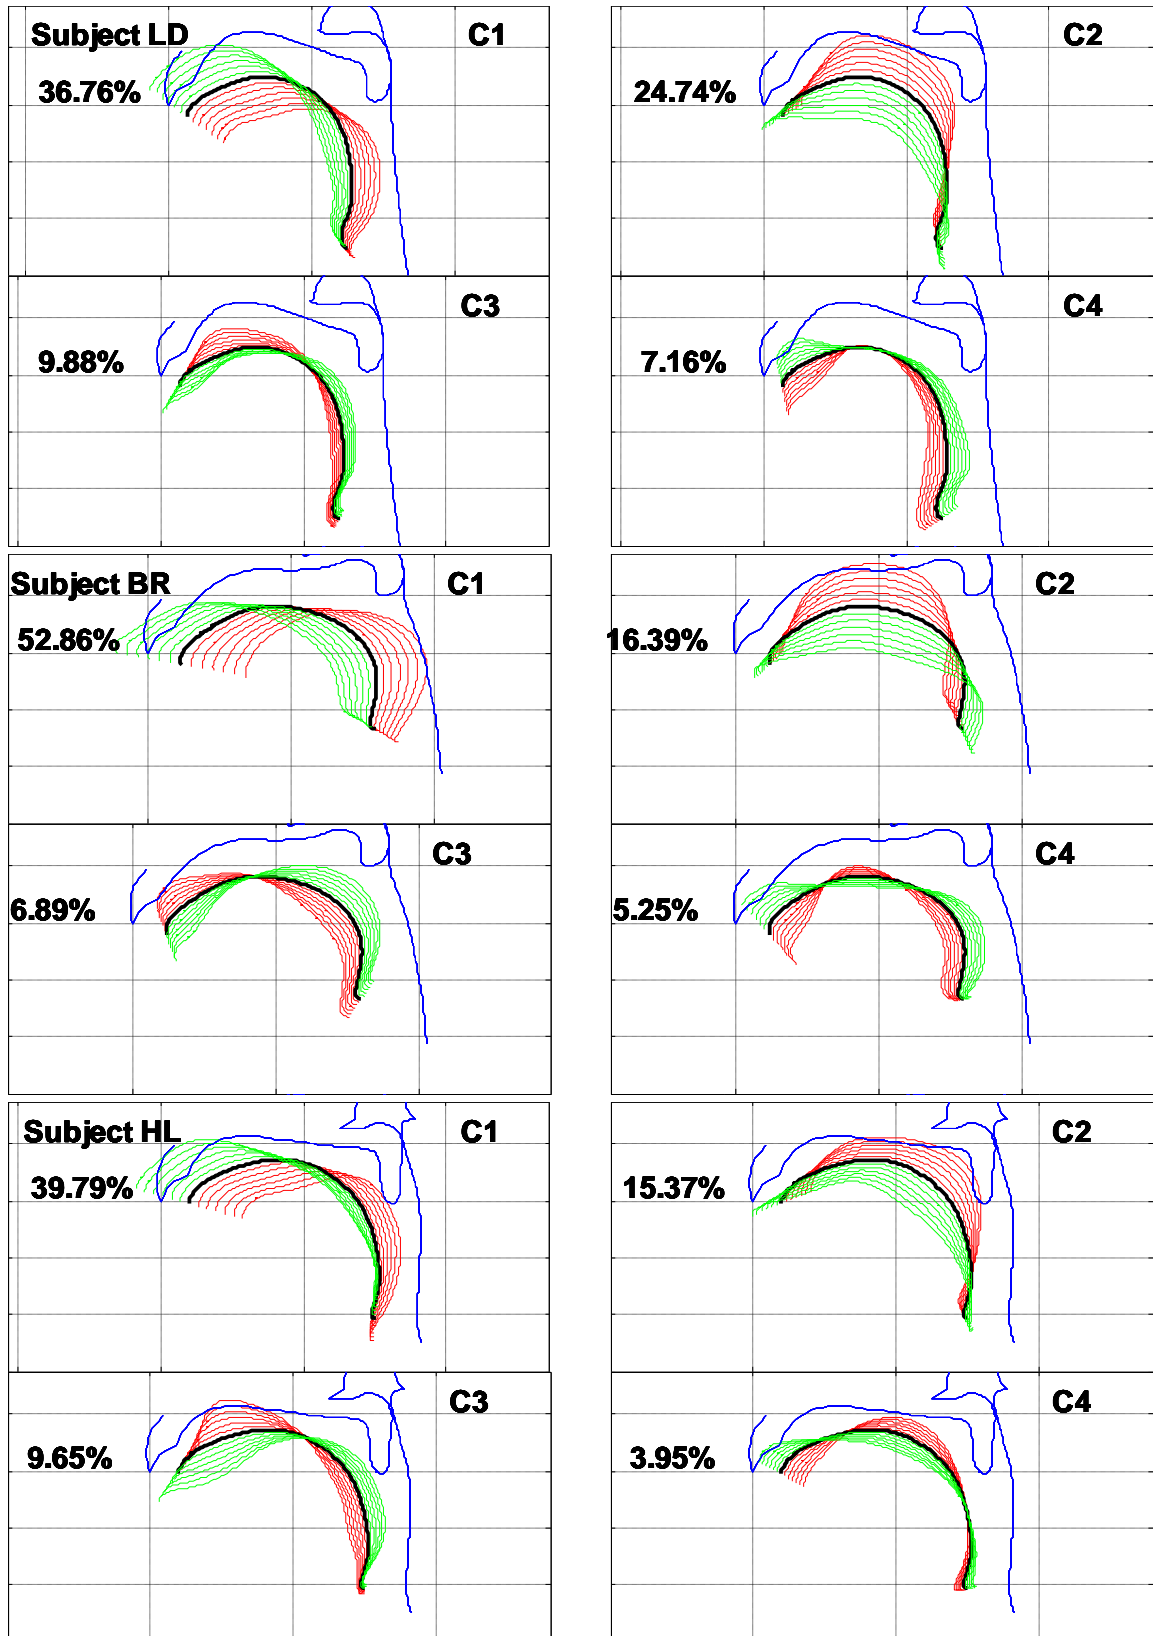 Subject LD C1
36.76%
C2
24.74%
C3
9.88%
C4
7.16%
Subject BR C1
52.86%
C2
16.39%
C3
6.89%
C4
5.25%
Subject HL C1
39.79%
C2
15.37%
C3
9.65%
C4
3.95%